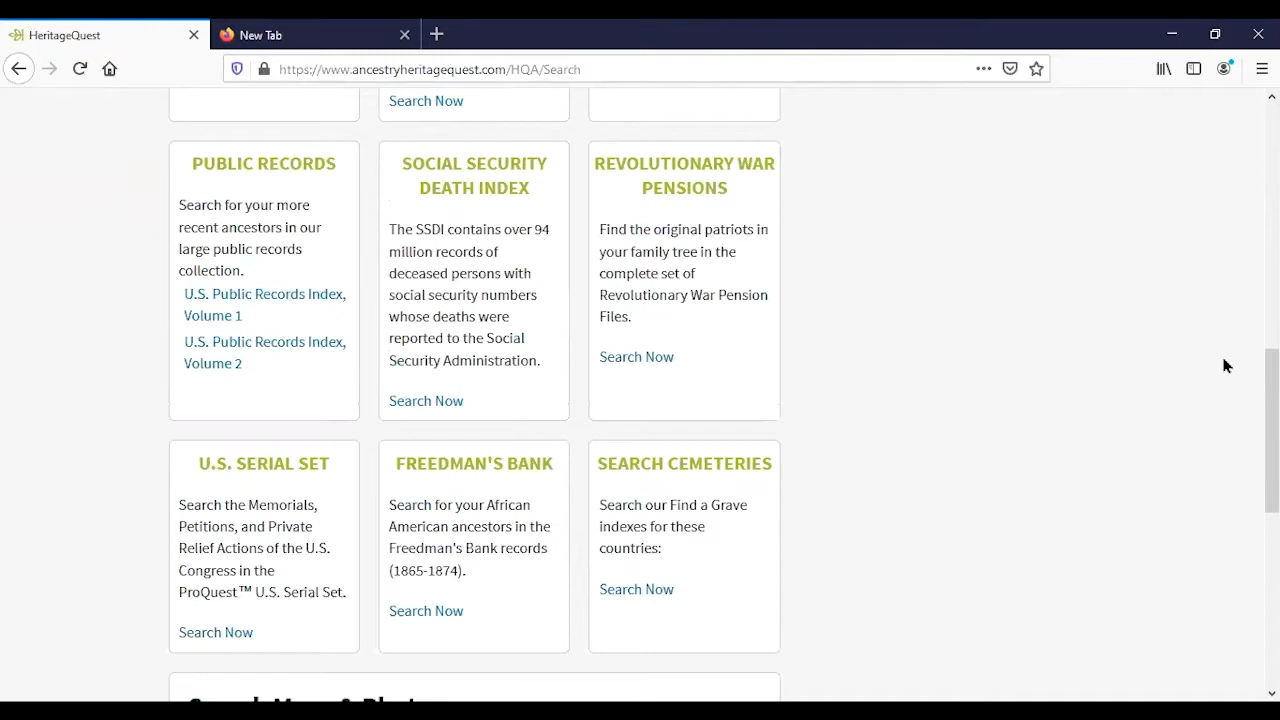 HeritageQuest
New Tab
https://www.ancestryheritagequest.com/HQA/Search
Search Now
PUBLIC RECORDS
Search for your more
recent ancestors in our
large public records
collection.
U.S. Public Records Index,
Volume 1
U.S. Public Records Index,
Volume 2
SOCIAL SECURITY
DEATH INDEX
The SSDI contains over 94
million records of
deceased persons with
social security numbers
whose deaths were
reported to the Social
Security Administration.
Search Now
REVOLUTIONARY WAR
PENSIONS
Find the original patriots in
your family tree in the
complete set of
Revolutionary War Pension
Files.
Search Now
U.S. SERIAL SET
Search the Memorials,
Petitions, and Private
Relief Actions of the U.S.
Congress in the
ProQuest™ U.S. Serial Set.
Search Now
FREEDMAN'S BANK
Search for your African
American ancestors in the
Freedman's Bank records
(1865-1874).
Search Now
SEARCH CEMETERIES
Search our Find a Grave
indexes for these
countries:
Search Now